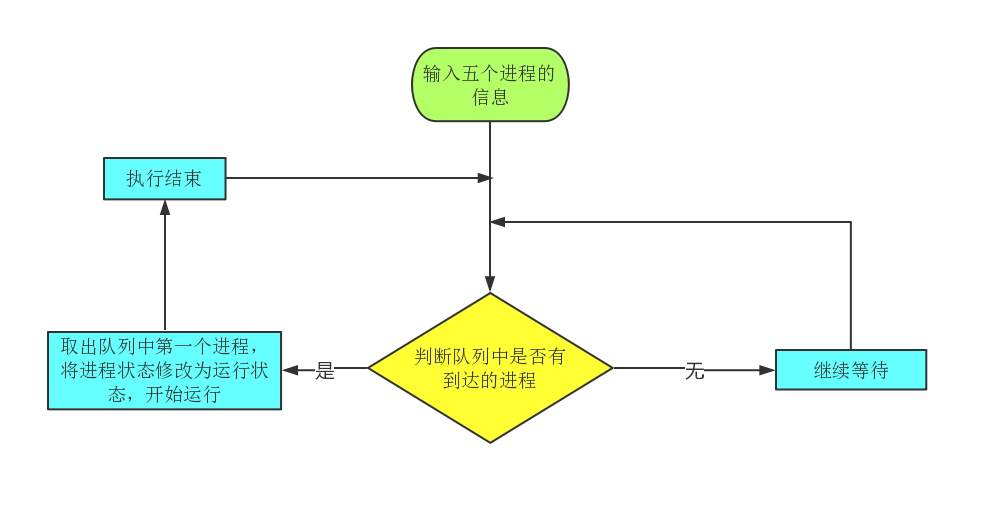 输入五个进程的
信息
执行结束
取出队列中第一个进程，
将进程状态修改为运行状
态，开始运行
是
判断队列中是否有
到达的进程
无
继续等待